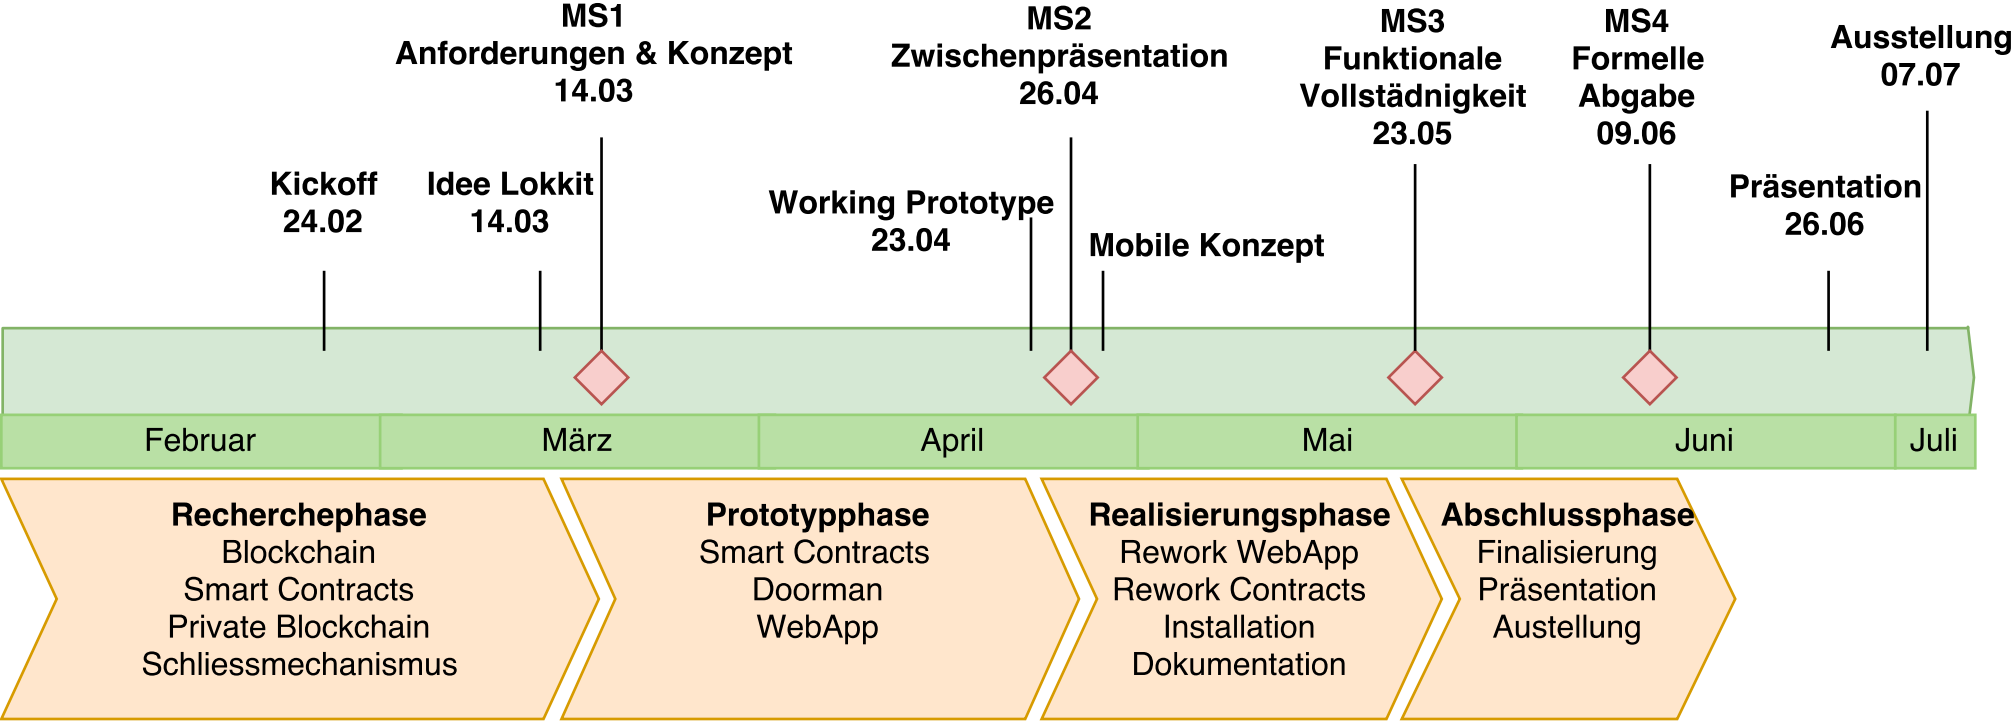 MS1
Anforderungen & Konzept
14.03
MS2
Zwischenpräsentation
26.04
MS3
Funktionale
Vollstädnigkeit
23.05
MS4
Formelle
Abgabe
09.06
Ausstellung
07.07
Kickoff
24.02
Idee Lokkit
14.03
Working Prototype
23.04
Mobile Konzept
Präsentation
26.06
Februar
März
April
Mai
Juni
Juli
Recherchephase
Blockchain
Smart Contracts
Private Blockchain
Schliessmechanismus
Prototypphase
Smart Contracts
Doorman
WebApp
Realisierungsphase
Rework WebApp
Rework Contracts
Installation
Dokumentation
Abschlussphase
Finalisierung
Präsentation
Austellung